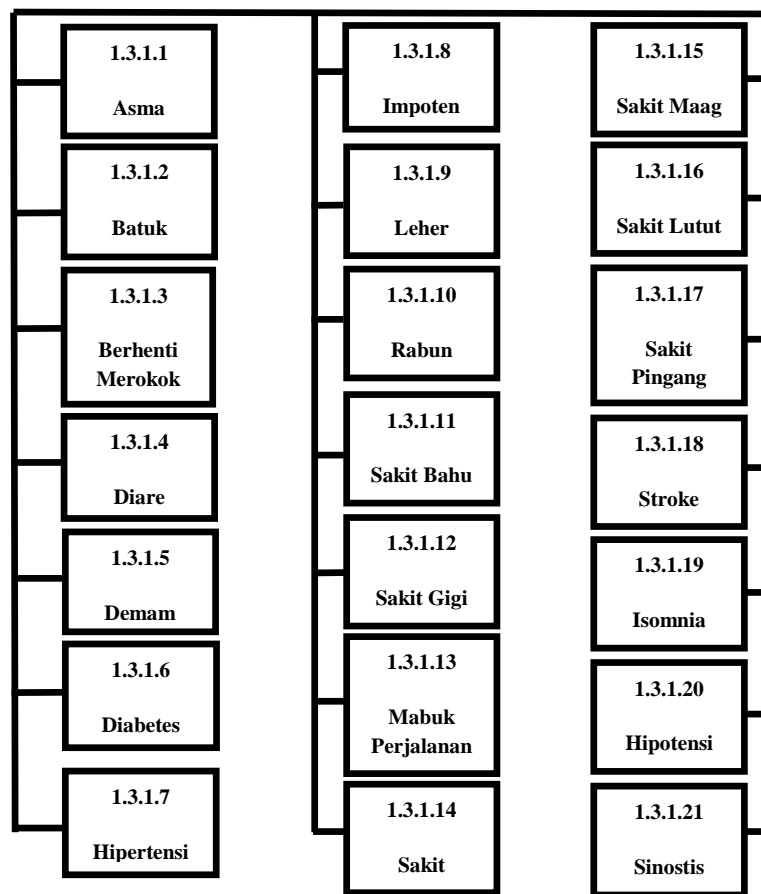 1.3.1.1
Asma
1.3.1.2
Batuk
1.3.1.3
Berhenti
Merokok
1.3.1.4
Diare
1.3.1.5
Demam
1.3.1.6
Diabetes
1.3.1.7
Hipertensi
1.3.1.8
Impoten
1.3.1.9
Leher
1.3.1.10
Rabun
1.3.1.11
Sakit Bahu
1.3.1.12
Sakit Gigi
1.3.1.13
Mabuk
Perjalanan
1.3.1.14
Sakit
1.3.1.15
Sakit Maag
1.3.1.16
Sakit Lutut
1.3.1.17
Sakit
Pingang
1.3.1.18
Stroke
1.3.1.19
Isomnia
1.3.1.20
Hipotensi
1.3.1.21
Sinostis